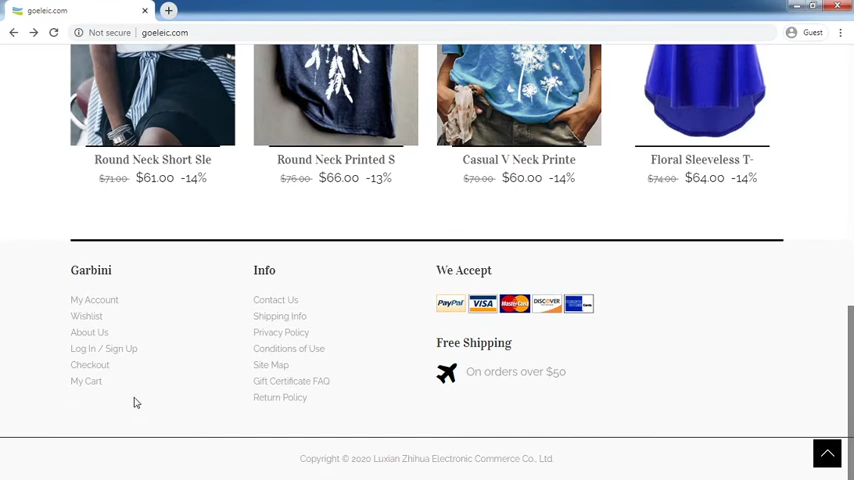 goeleic.com
Not secure | goeleic.com
Guest
Round Neck Short Sle
$71.00 $61.00 -14%
Round Neck Printed S
$76.00 $66.00 -13%
Casual V Neck Printe
$70.00 $60.00 -14%
Floral Sleeveless T-
$74.00 $64.00 -14%
Garbini
My Account
Wishlist
About Us
Log In / Sign Up
Checkout
My Cart
Info
Contact Us
Shipping Info
Privacy Policy
Conditions of Use
Site Map
Gift Certificate FAQ
Return Policy
We Accept
PayPal VISA MasterCard DISCOVER
Free Shipping
On orders over $50
Copyright © 2020 Luxian Zhihua Electronic Commerce Co., Ltd.